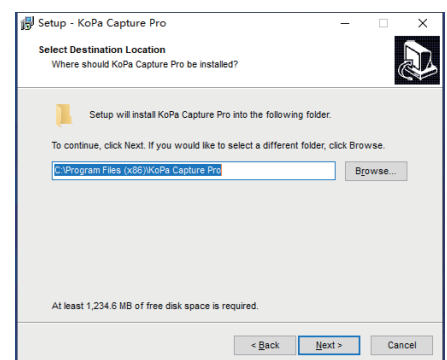 Setup - KoPa Capture Pro
Select Destination Location
Where should KoPa Capture Pro be installed?
Setup will install KoPa Capture Pro into the following folder.
To continue, click Next. If you would like to select a different folder, click Browse.
C:\Program Files (x86)\KoPa Capture Pro
Browse...
At least 1,234.6 MB of free disk space is required.
< Back Next > Cancel